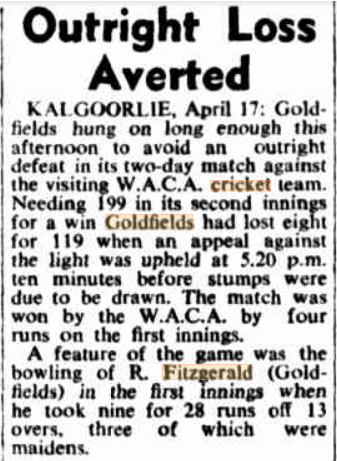 Outright Loss
Averted
KALGOORLIE, April 17: Gold-
fields hung on long enough this
afternoon to avoid an outright
defeat in its two-day match against
the visiting W.A.C.A. cricket team.
Needing 199 in its second innings
for a win Goldfields had lost eight
for 119 when an appeal against
the light was upheld at 5.20 p.m.
ten minutes before stumps were
due to be drawn. The match was
won by the W.A.C.A. by four
runs on the first innings.
A feature of the game was the
bowling of R. Fitzgerald (Gold-
fields) in the first innings when
he took nine for 28 runs off 13
overs, three of which were
maidens.